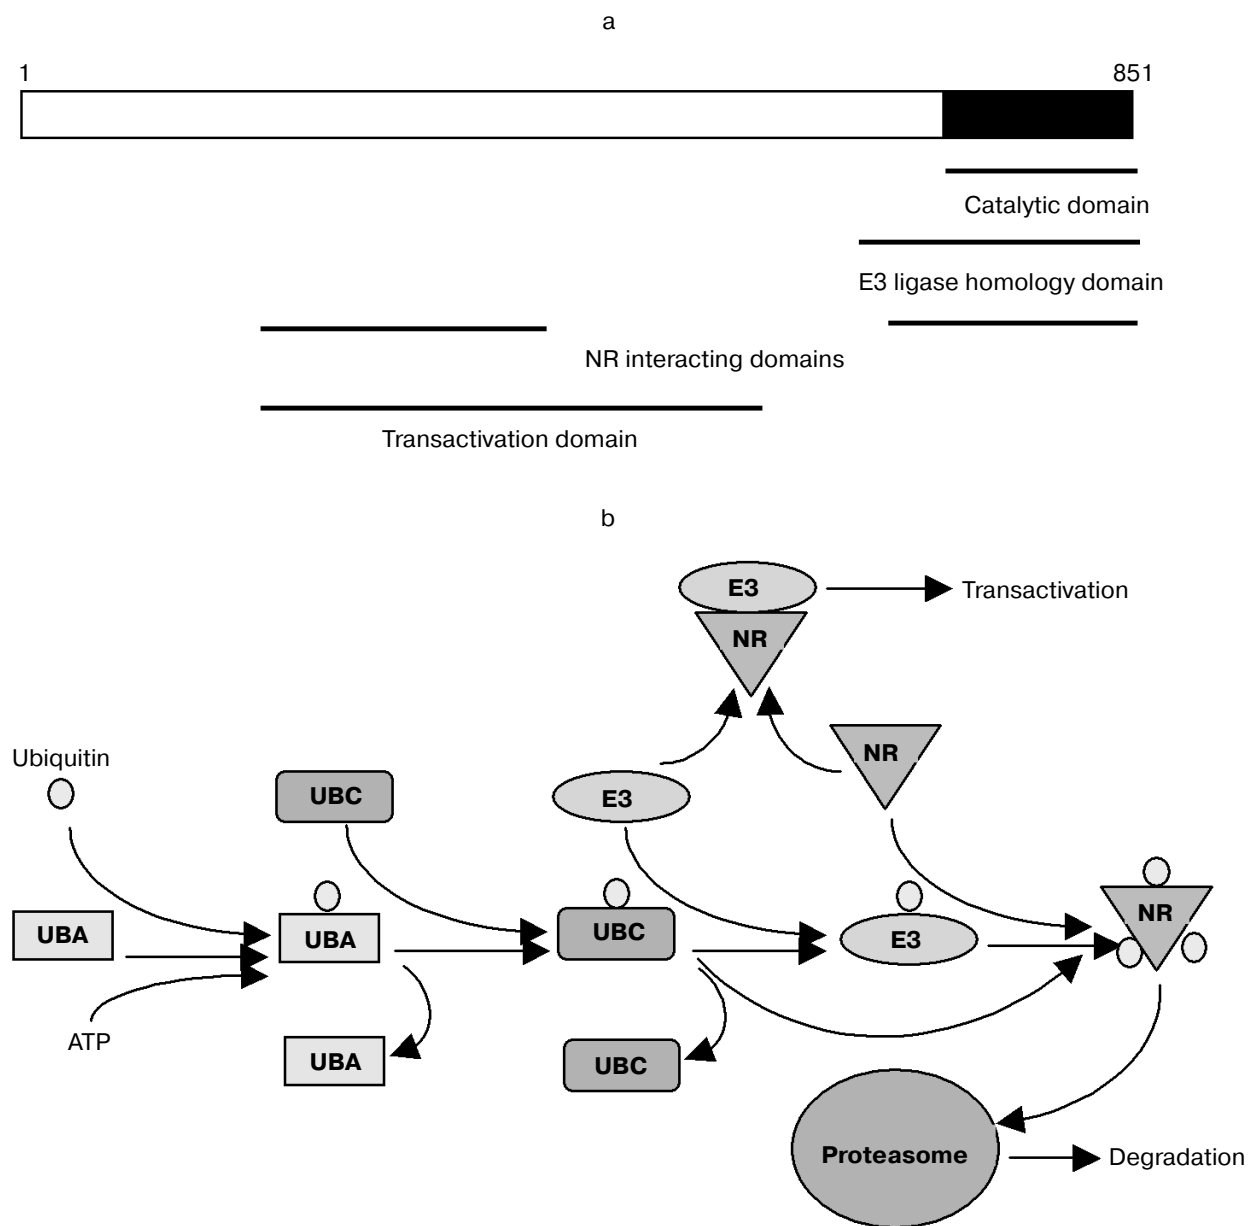 a
1 851
Catalytic domain
E3 ligase homology domain
NR interacting domains
Transactivation domain
b
E3
Transactivation
NR
NR
Ubiquitin
UBC
E3
NR
UBA
UBA
UBC
E3
ATP
UBA
UBC
Proteasome
Degradation